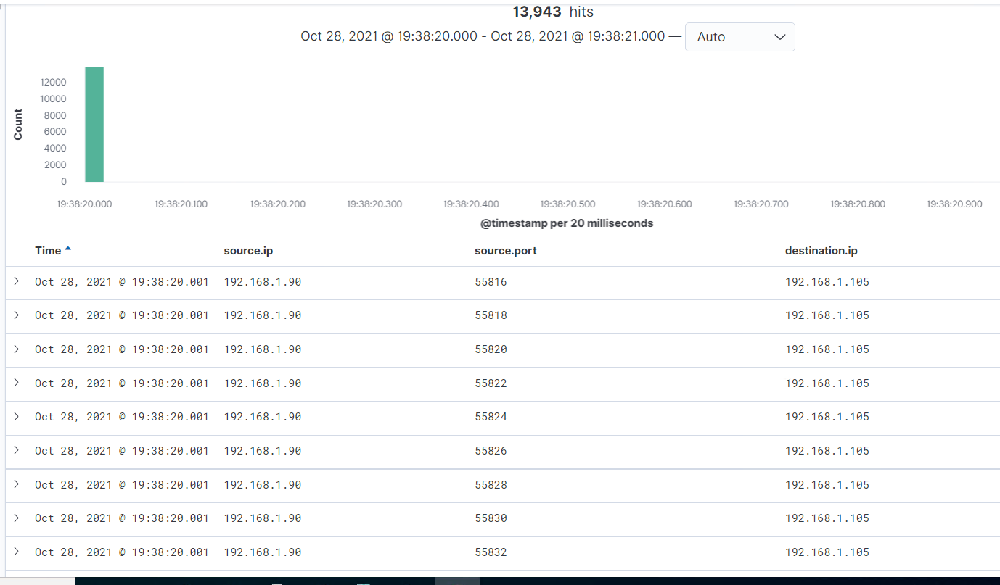 13,943 hits
Oct 28, 2021 @ 19:38:20.000 - Oct 28, 2021 @ 19:38:21.000 — Auto
12000
10000
8000
6000
4000
2000
0
Count
19:38:20.000 19:38:20.100 19:38:20.200 19:38:20.300 19:38:20.400 19:38:20.500 19:38:20.600 19:38:20.700 19:38:20.800 19:38:20.900
@timestamp per 20 milliseconds
Time source.ip source.port destination.ip
Oct 28, 2021 @ 19:38:20.001 192.168.1.90 55816 192.168.1.105
Oct 28, 2021 @ 19:38:20.001 192.168.1.90 55818 192.168.1.105
Oct 28, 2021 @ 19:38:20.001 192.168.1.90 55820 192.168.1.105
Oct 28, 2021 @ 19:38:20.001 192.168.1.90 55822 192.168.1.105
Oct 28, 2021 @ 19:38:20.001 192.168.1.90 55824 192.168.1.105
Oct 28, 2021 @ 19:38:20.001 192.168.1.90 55826 192.168.1.105
Oct 28, 2021 @ 19:38:20.001 192.168.1.90 55828 192.168.1.105
Oct 28, 2021 @ 19:38:20.001 192.168.1.90 55830 192.168.1.105
Oct 28, 2021 @ 19:38:20.001 192.168.1.90 55832 192.168.1.105